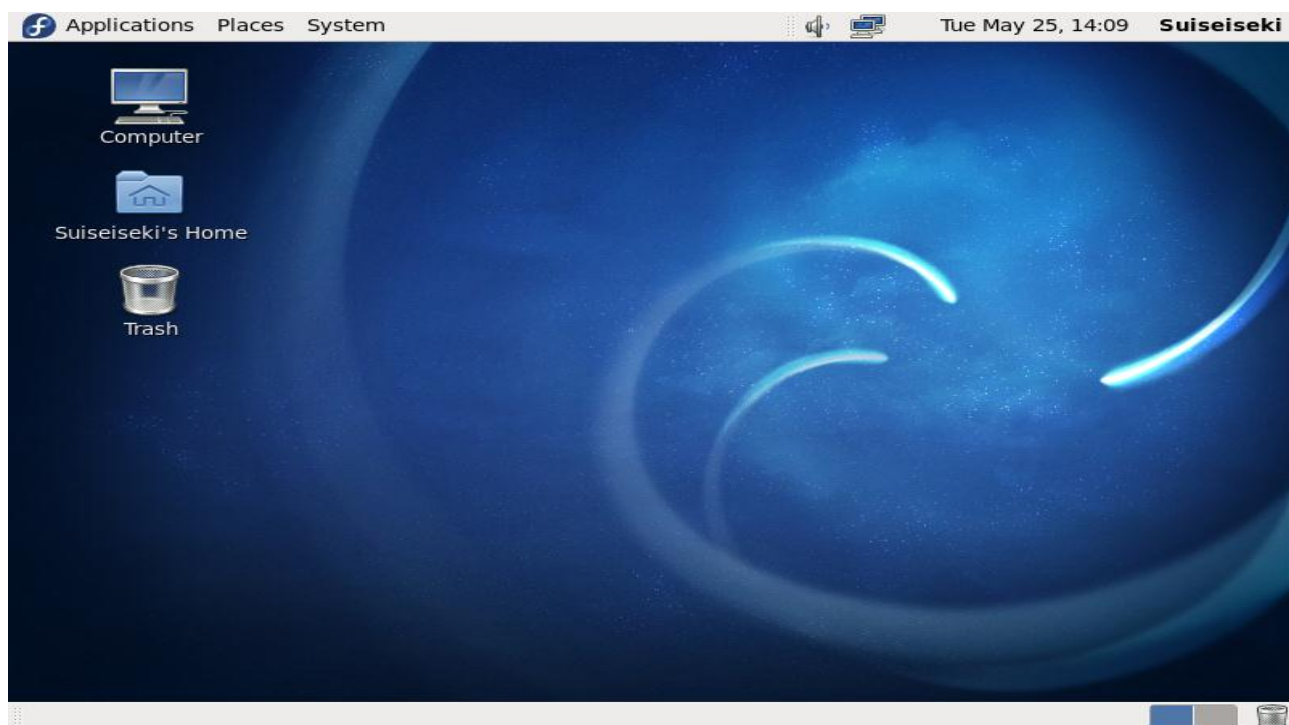 Applications Places System Tue May 25, 14:09 Suiseiseki
Computer
Suiseiseki's Home
Trash